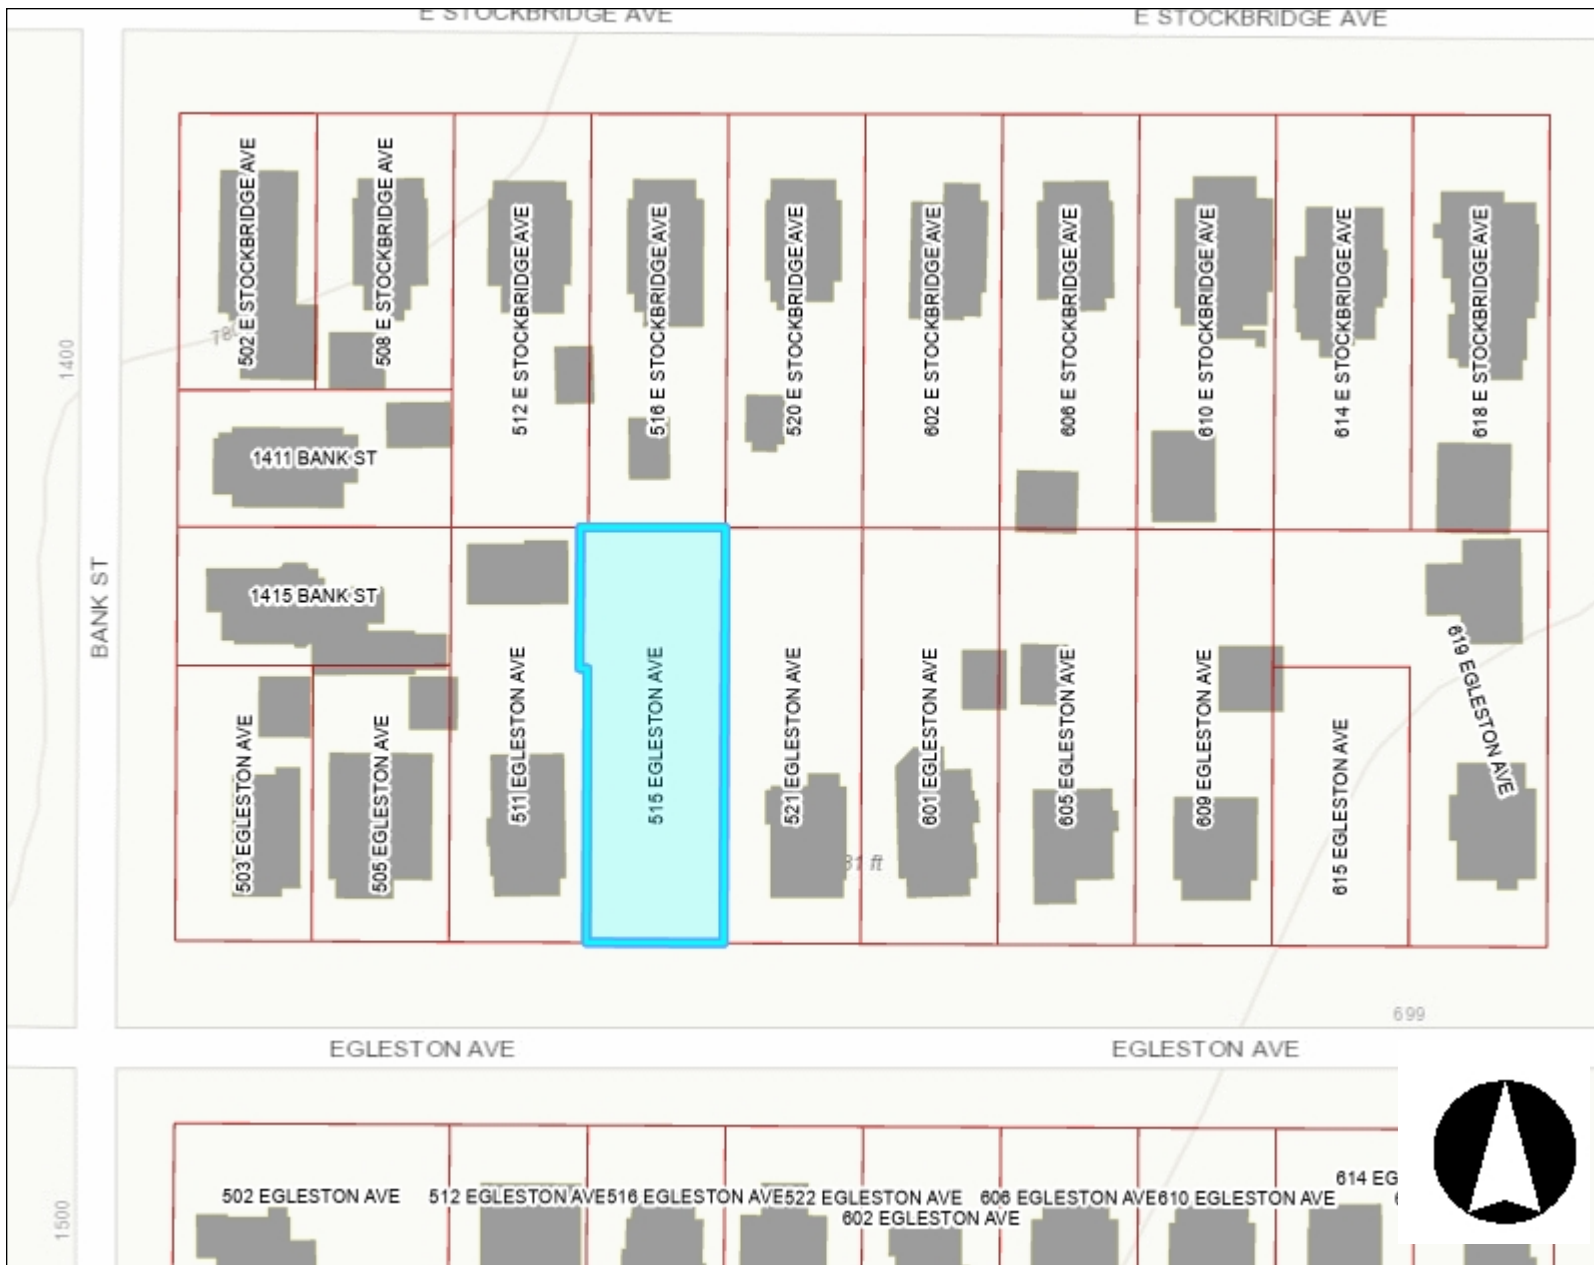 E STOCKBRIDGE AVE
E STOCKBRIDGE AVE
502 E STOCKBRIDGE AVE
508 E STOCKBRIDGE AVE
512 E STOCKBRIDGE AVE
516 E STOCKBRIDGE AVE
520 E STOCKBRIDGE AVE
602 E STOCKBRIDGE AVE
606 E STOCKBRIDGE AVE
610 E STOCKBRIDGE AVE
614 E STOCKBRIDGE AVE
618 E STOCKBRIDGE AVE
1400
1411 BANK ST
BANK ST
1415 BANK ST
503 EGLESTON AVE
505 EGLESTON AVE
511 EGLESTON AVE
515 EGLESTON AVE
521 EGLESTON AVE
601 EGLESTON AVE
605 EGLESTON AVE
609 EGLESTON AVE
615 EGLESTON AVE
619 EGLESTON AVE
81 ft
699
EGLESTON AVE
EGLESTON AVE
614 EG
502 EGLESTON AVE
512 EGLESTON AVE
516 EGLESTON AVE
522 EGLESTON AVE
606 EGLESTON AVE
610 EGLESTON AVE
602 EGLESTON AVE
1500